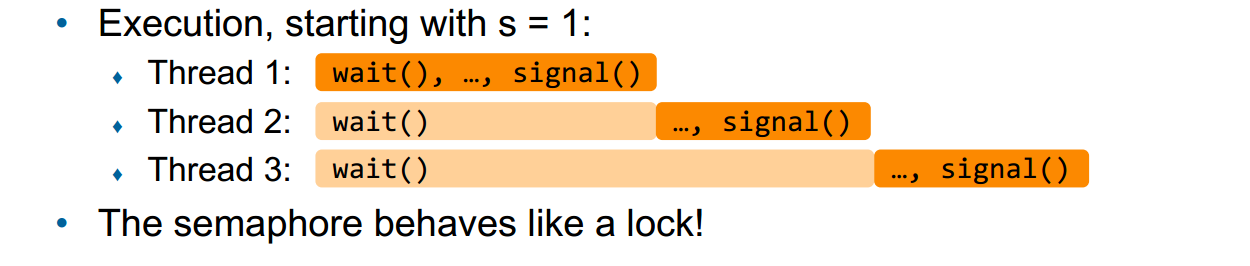 • Execution, starting with s = 1:
♦ Thread 1: wait(), …, signal()
♦ Thread 2: wait() …, signal()
♦ Thread 3: wait() …, signal()
• The semaphore behaves like a lock!